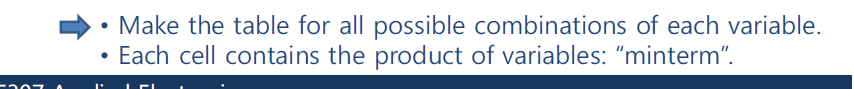 • Make the table for all possible combinations of each variable.
• Each cell contains the product of variables: “minterm”.